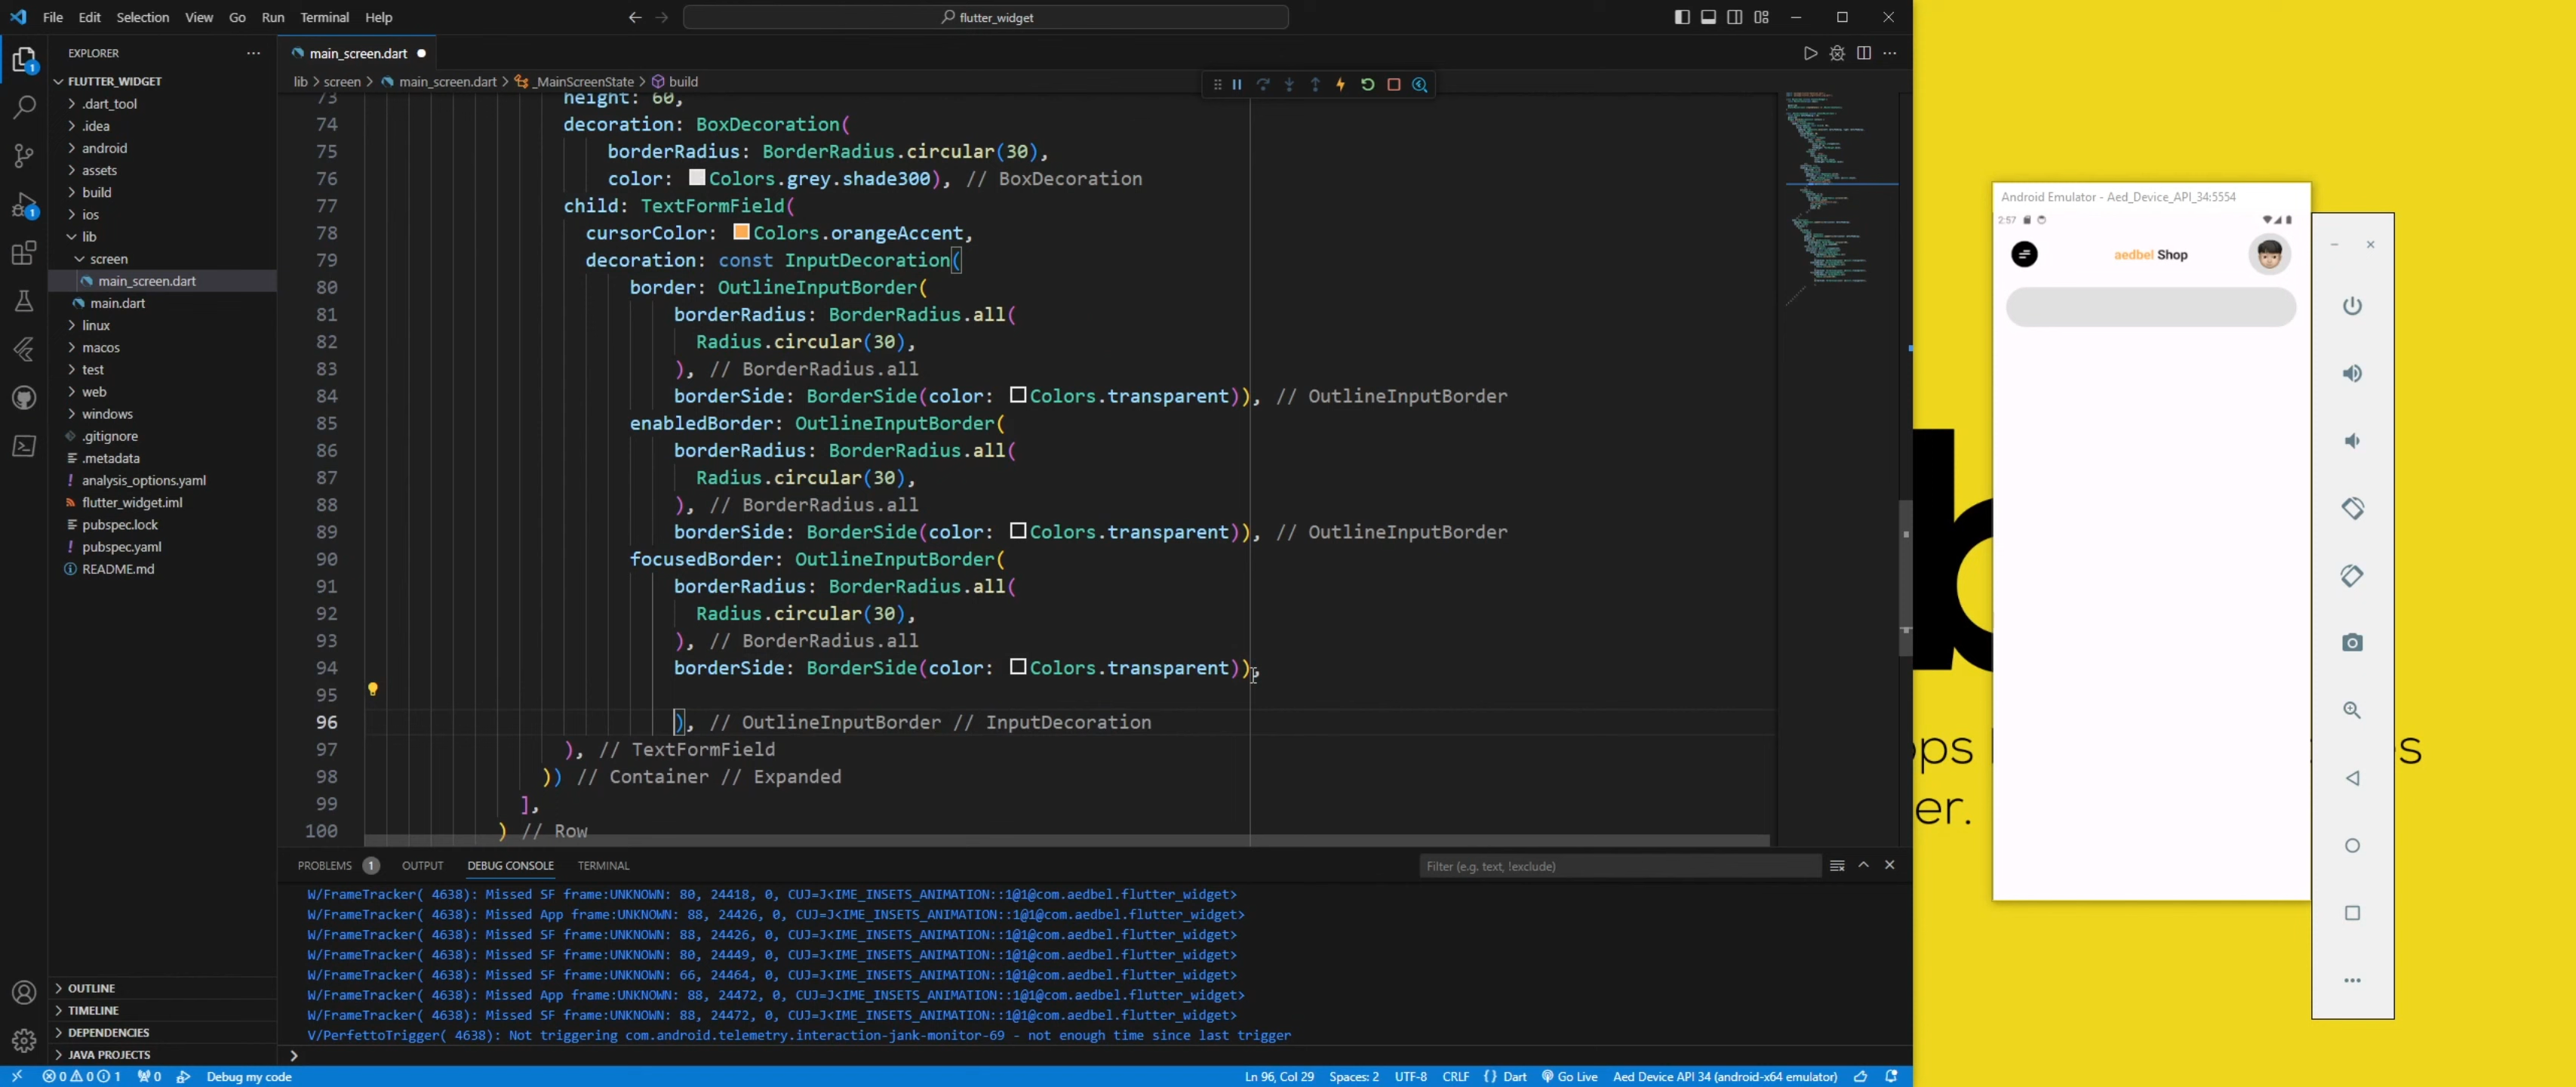 File Edit Selection View Go Run Terminal Help
flutter_widget
EXPLORER
FLUTTER_WIDGET
.dart_tool
.idea
android
assets
build
ios
lib
screen
main_screen.dart
main.dart
linux
macos
test
web
windows
.gitignore
.metadata
analysis_options.yaml
flutter_widget.iml
pubspec.lock
pubspec.yaml
README.md
OUTLINE
TIMELINE
DEPENDENCIES
JAVA PROJECTS
main_screen.dart
lib > screen > main_screen.dart > _MainScreenState > build
73 height: 60,
74 decoration: BoxDecoration(
75 borderRadius: BorderRadius.circular(30),
76 color: Colors.grey.shade300), // BoxDecoration
77 child: TextFormField(
78 cursorColor: Colors.orangeAccent,
79 decoration: const InputDecoration(
80 border: OutlineInputBorder(
81 borderRadius: BorderRadius.all(
82 Radius.circular(30),
83 ), // BorderRadius.all
84 borderSide: BorderSide(color: Colors.transparent)), // OutlineInputBorder
85 enabledBorder: OutlineInputBorder(
86 borderRadius: BorderRadius.all(
87 Radius.circular(30),
88 ), // BorderRadius.all
89 borderSide: BorderSide(color: Colors.transparent)), // OutlineInputBorder
90 focusedBorder: OutlineInputBorder(
91 borderRadius: BorderRadius.all(
92 Radius.circular(30),
93 ), // BorderRadius.all
94 borderSide: BorderSide(color: Colors.transparent)),
95
96 ), // OutlineInputBorder // InputDecoration
97 ), // TextFormField
98 )) // Container // Expanded
99 ],
100 ) // Row
PROBLEMS 1 OUTPUT DEBUG CONSOLE TERMINAL
Filter (e.g. text, !exclude)
W/FrameTracker( 4638): Missed SF frame:UNKNOWN: 80, 24418, 0, CUJ=J<IME_INSETS_ANIMATION::1@1@com.aedbel.flutter_widget>
W/FrameTracker( 4638): Missed App frame:UNKNOWN: 88, 24426, 0, CUJ=J<IME_INSETS_ANIMATION::1@1@com.aedbel.flutter_widget>
W/FrameTracker( 4638): Missed SF frame:UNKNOWN: 88, 24426, 0, CUJ=J<IME_INSETS_ANIMATION::1@1@com.aedbel.flutter_widget>
W/FrameTracker( 4638): Missed SF frame:UNKNOWN: 80, 24449, 0, CUJ=J<IME_INSETS_ANIMATION::1@1@com.aedbel.flutter_widget>
W/FrameTracker( 4638): Missed SF frame:UNKNOWN: 66, 24464, 0, CUJ=J<IME_INSETS_ANIMATION::1@1@com.aedbel.flutter_widget>
W/FrameTracker( 4638): Missed App frame:UNKNOWN: 88, 24472, 0, CUJ=J<IME_INSETS_ANIMATION::1@1@com.aedbel.flutter_widget>
W/FrameTracker( 4638): Missed SF frame:UNKNOWN: 88, 24472, 0, CUJ=J<IME_INSETS_ANIMATION::1@1@com.aedbel.flutter_widget>
V/PerfettoTrigger( 4638): Not triggering com.android.telemetry.interaction-jank-monitor-69 - not enough time since last trigger
0 0 1 0 Debug my code
Ln 96, Col 29 Spaces: 2 UTF-8 CRLF { } Dart Go Live Aed Device API 34 (android-x64 emulator)
Android Emulator - Aed_Device_API_34:5554
2:57
aedbel Shop
er.